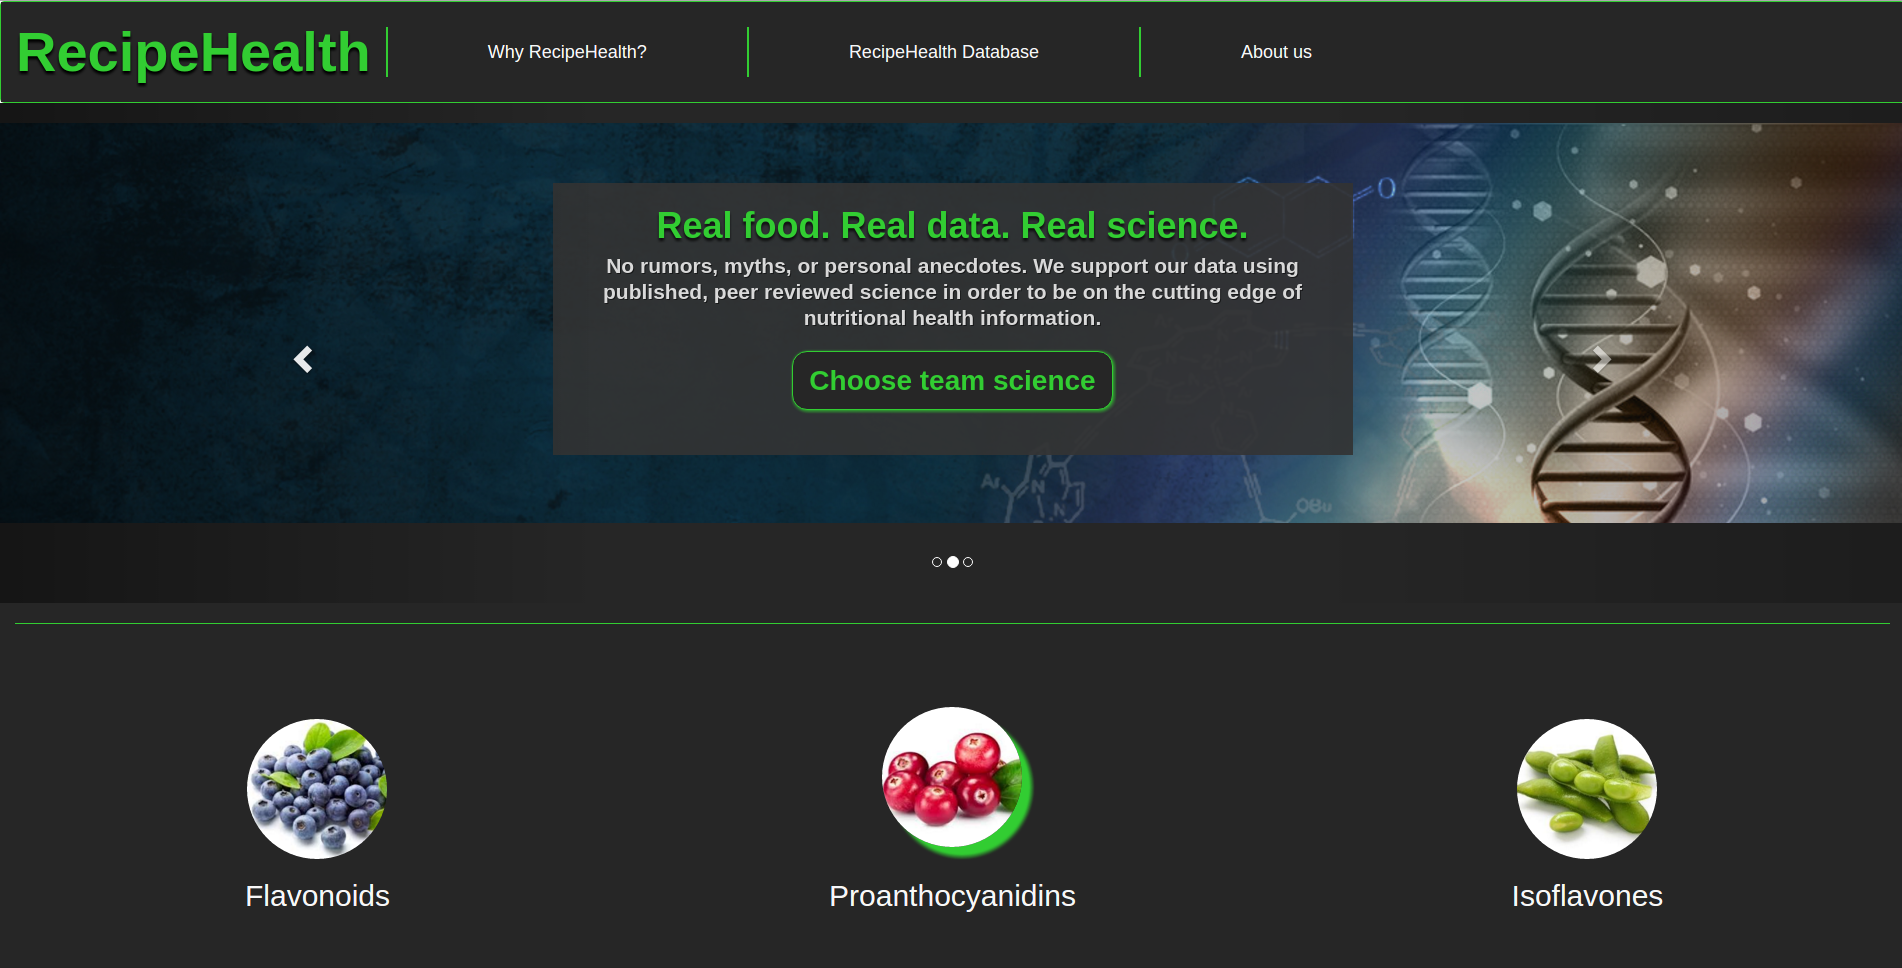 RecipeHealth
Why RecipeHealth?
RecipeHealth Database
About us
O
Real food. Real data. Real science.
No rumors, myths, or personal anecdotes. We support our data using
published, peer reviewed science in order to be on the cutting edge of
nutritional health information.
Choose team science
Ar
N
N
OBu
Flavonoids
Proanthocyanidins
Isoflavones